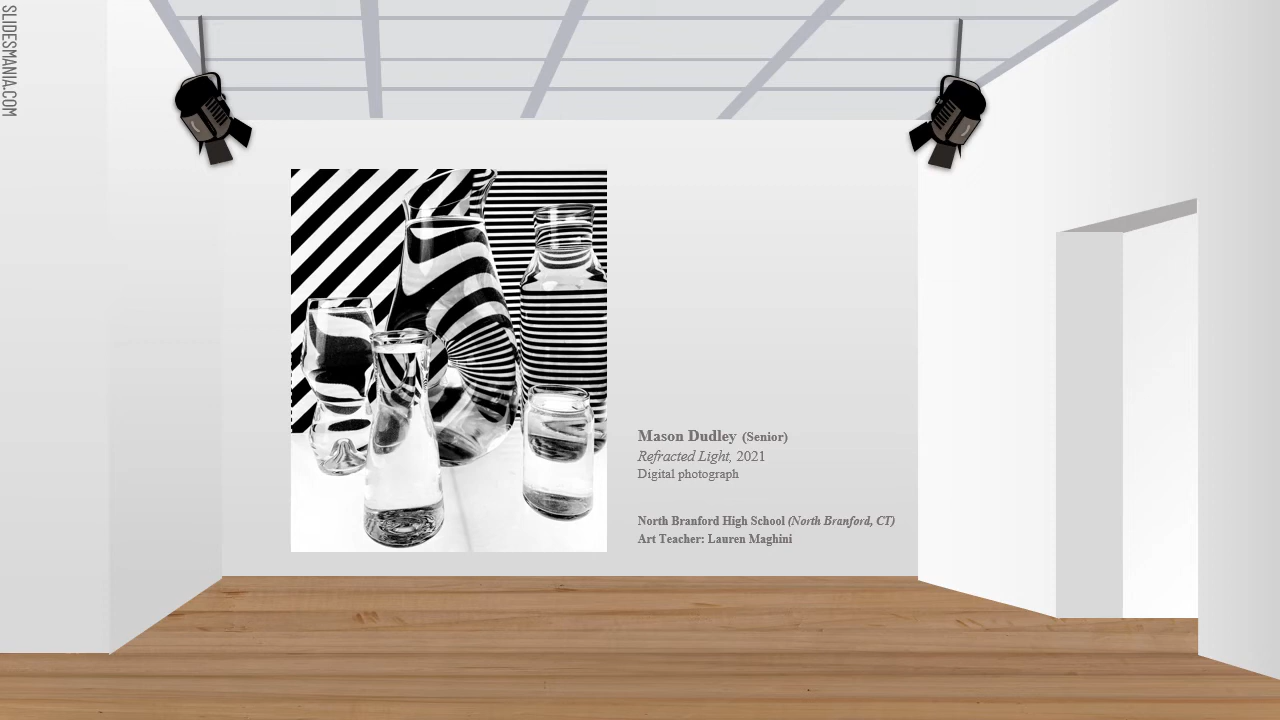 SLIDESMANIA.COM
Mason Dudley (Senior)
Refracted Light, 2021
Digital photograph
North Branford High School (North Branford, CT)
Art Teacher: Lauren Maghini